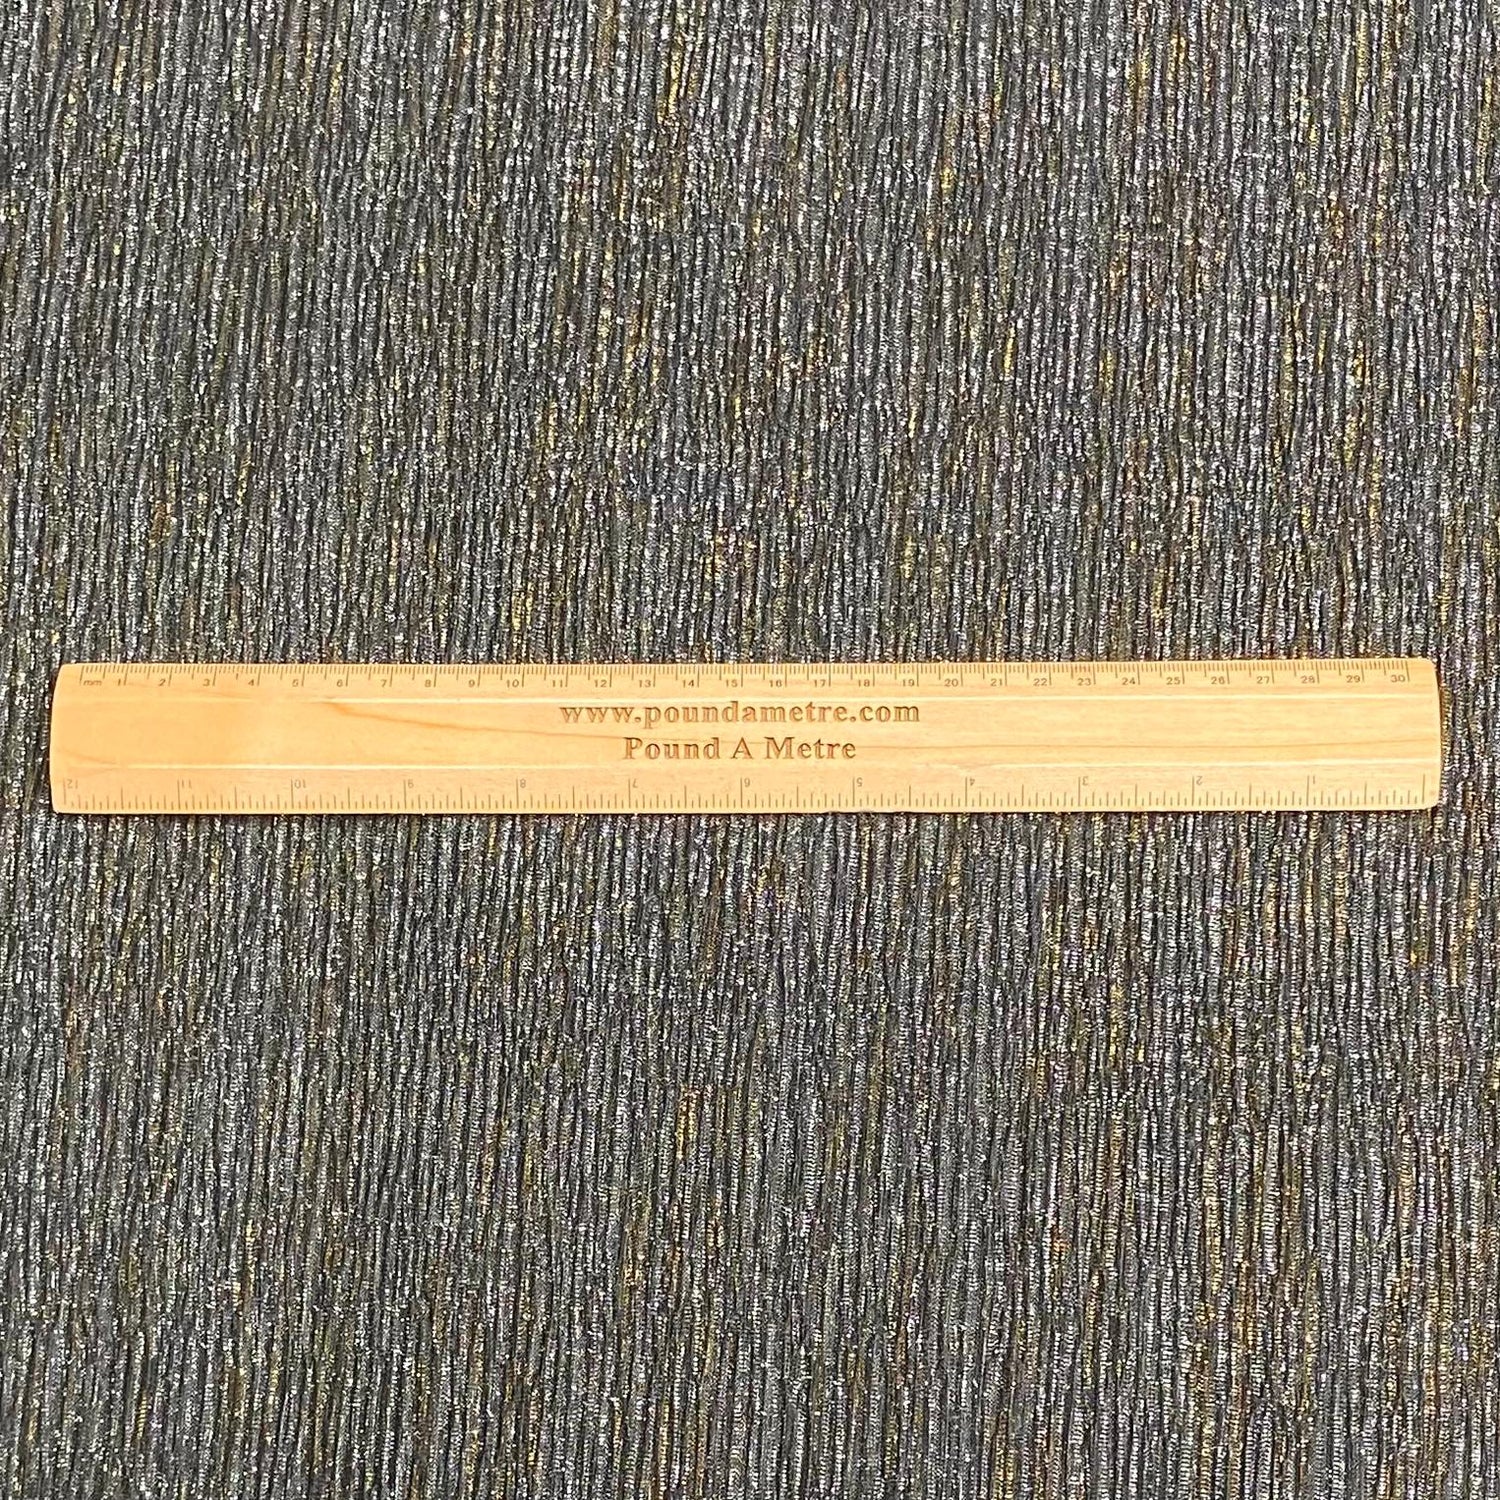 mm 1 2 3 4 5 6 7 8 9 10 11 12 13 14 15 16 17 18 19 20 21 22 23 24 25 26 27 28 29 30
www.poundametre.com
Pound A Metre
12 11 10 9 8 7 6 5 4 3 2 1